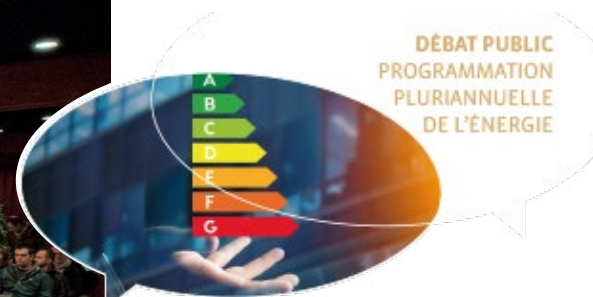 DÉBAT PUBLIC
PROGRAMMATION
PLURIANNUELLE
DE L'ÉNERGIE
A
B
C
D
E
F
G